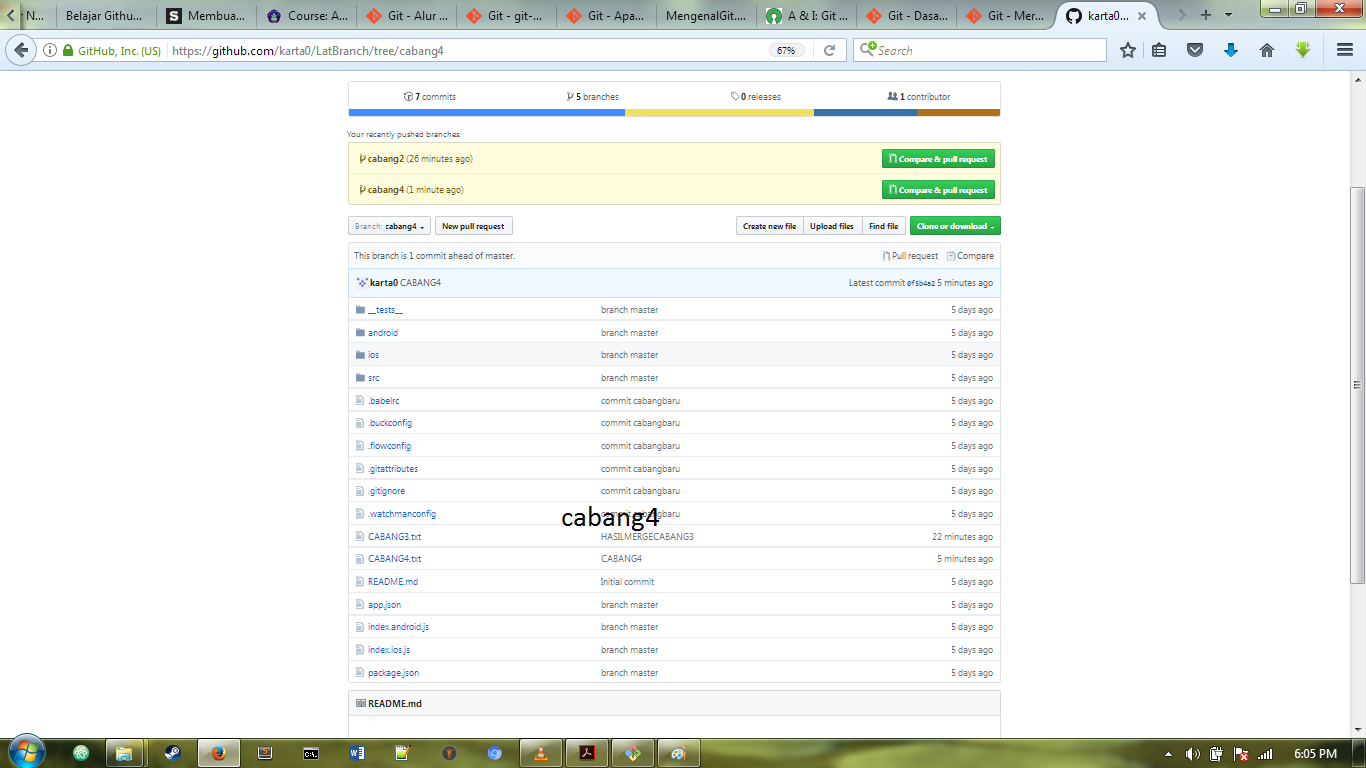 r N...
Belajar Githu...
S Membua...
Course: A...
Git - Alur ...
Git - git-...
Git - Apa...
MengenalGit....
A & I: Git ...
Git - Dasa...
Git - Mer...
karta0...
GitHub, Inc. (US) https://github.com/karta0/LatBranch/tree/cabang4 67% Search
7 commits 5 branches 0 releases 1 contributor
Your recently pushed branches:
cabang2 (26 minutes ago) Compare & pull request
cabang4 (1 minute ago) Compare & pull request
Branch: cabang4 New pull request Create new file Upload files Find file Clone or download
This branch is 1 commit ahead of master. Pull request Compare
karta0 CABANG4 Latest commit 0f5b4a2 5 minutes ago
__tests__ branch master 5 days ago
android branch master 5 days ago
ios branch master 5 days ago
src branch master 5 days ago
.babelrc commit cabangbaru 5 days ago
.buckconfig commit cabangbaru 5 days ago
.flowconfig commit cabangbaru 5 days ago
.gitattributes commit cabangbaru 5 days ago
.gitignore commit cabangbaru 5 days ago
.watchmanconfig commit cabangbaru 5 days ago
cabang4
CABANG3.txt HASILMERGECABANG3 22 minutes ago
CABANG4.txt CABANG4 5 minutes ago
README.md Initial commit 5 days ago
app.json branch master 5 days ago
index.android.js branch master 5 days ago
index.ios.js branch master 5 days ago
package.json branch master 5 days ago
README.md
6:05 PM